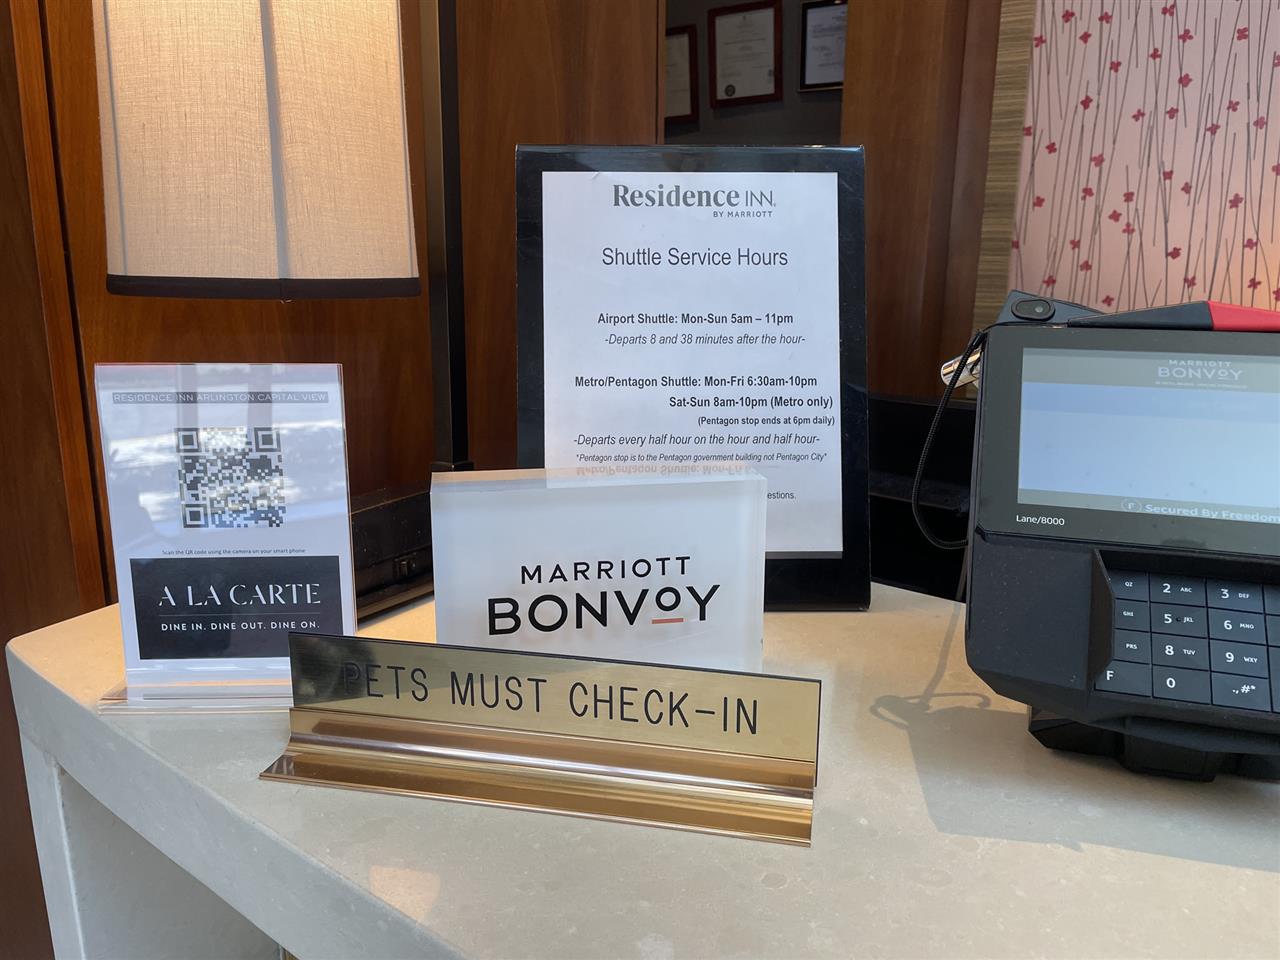 Residence INN.
BY MARRIOTT
Shuttle Service Hours
Airport Shuttle: Mon-Sun 5am – 11pm
-Departs 8 and 38 minutes after the hour-
Metro/Pentagon Shuttle: Mon-Fri 6:30am-10pm
Sat-Sun 8am-10pm (Metro only)
(Pentagon stop ends at 6pm daily)
-Departs every half hour on the hour and half hour-
*Pentagon stop is to the Pentagon government building not Pentagon City*
RESIDENCE INN ARLINGTON CAPITAL VIEW
Scan the QR code using the camera on your smart phone
A LA CARTE
DINE IN. DINE OUT. DINE ON.
MARRIOTT
BONVOY
PETS MUST CHECK-IN
MARRIOTT
BONVOY
Secured By Freedom
Lane/8000
QZ 2 ABC 3 DEF
GHI 5 JKL 6 MNO
PRS 8 TUV 9 WXY
F 0 .,#*